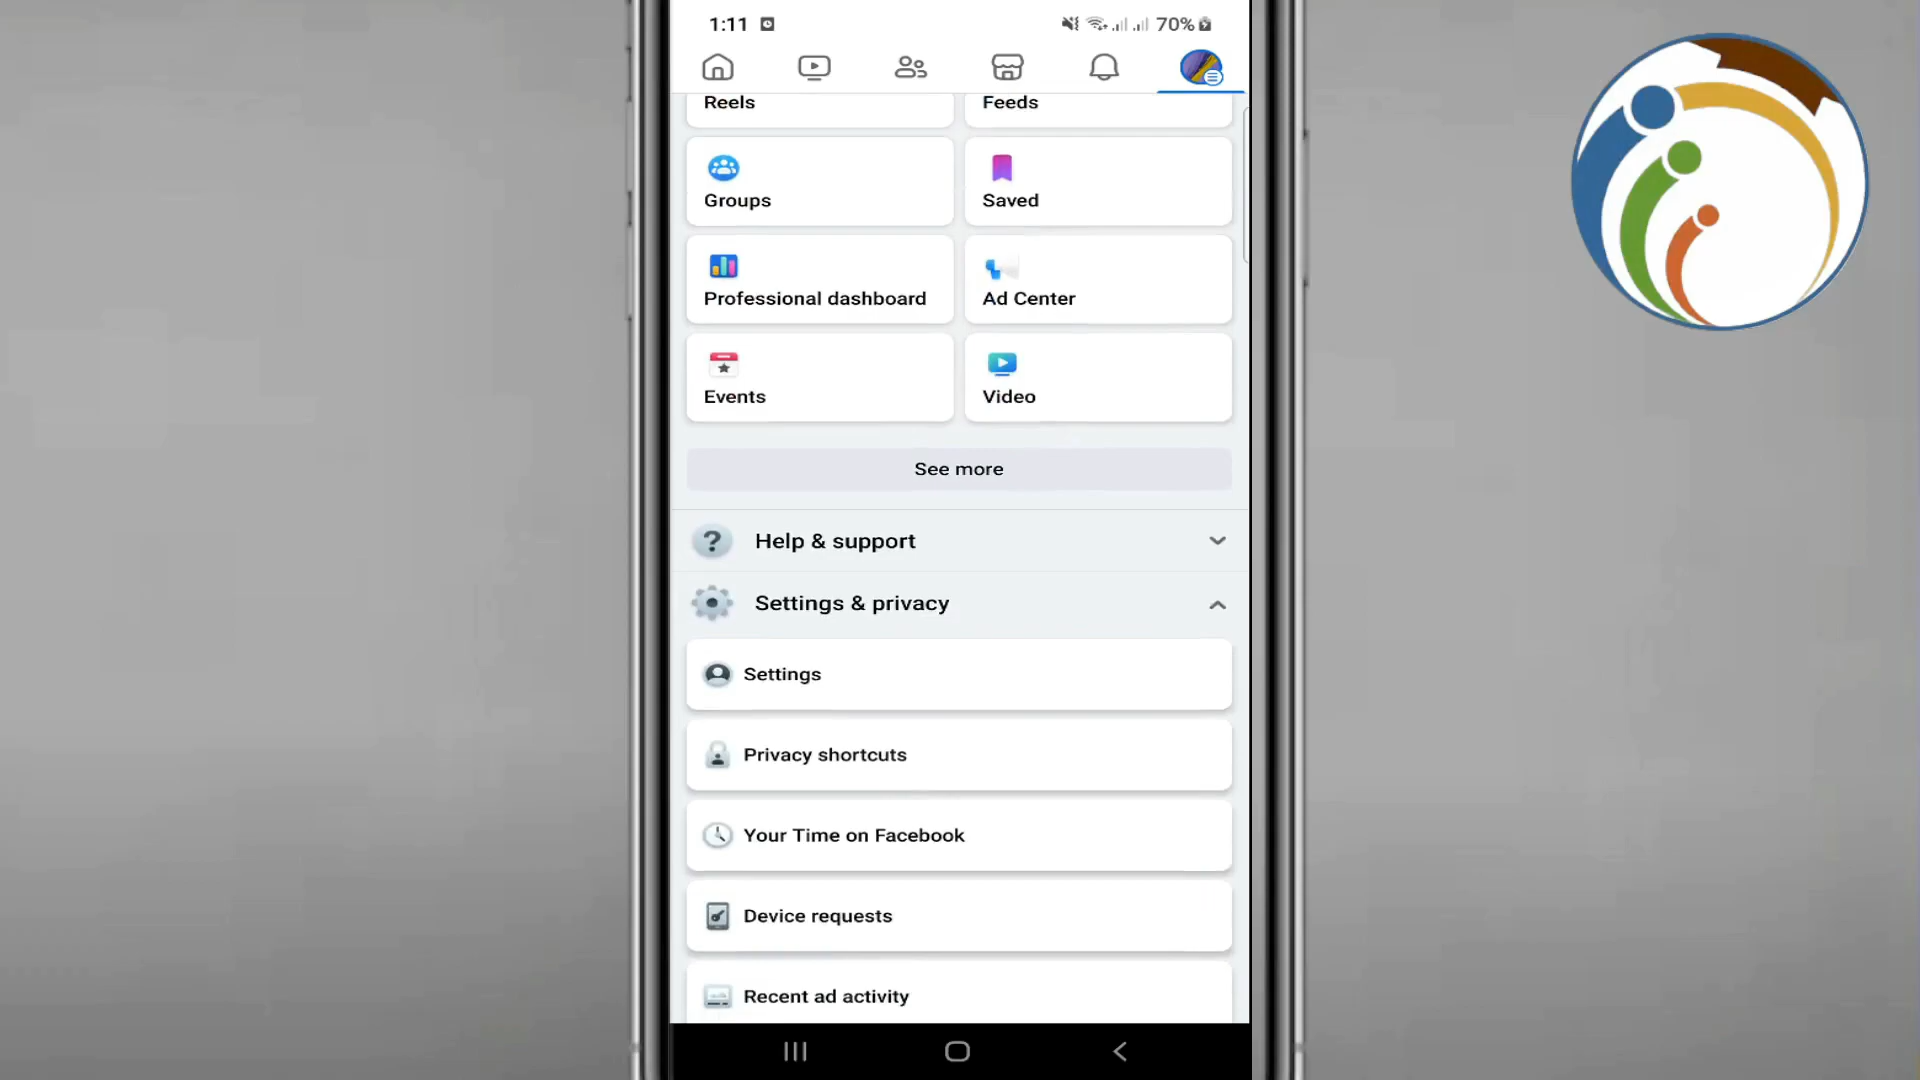 1:11
70%
Reels
Feeds
Groups
Saved
Professional dashboard
Ad Center
Events
Video
See more
Help & support
Settings & privacy
Settings
Privacy shortcuts
Your Time on Facebook
Device requests
Recent ad activity